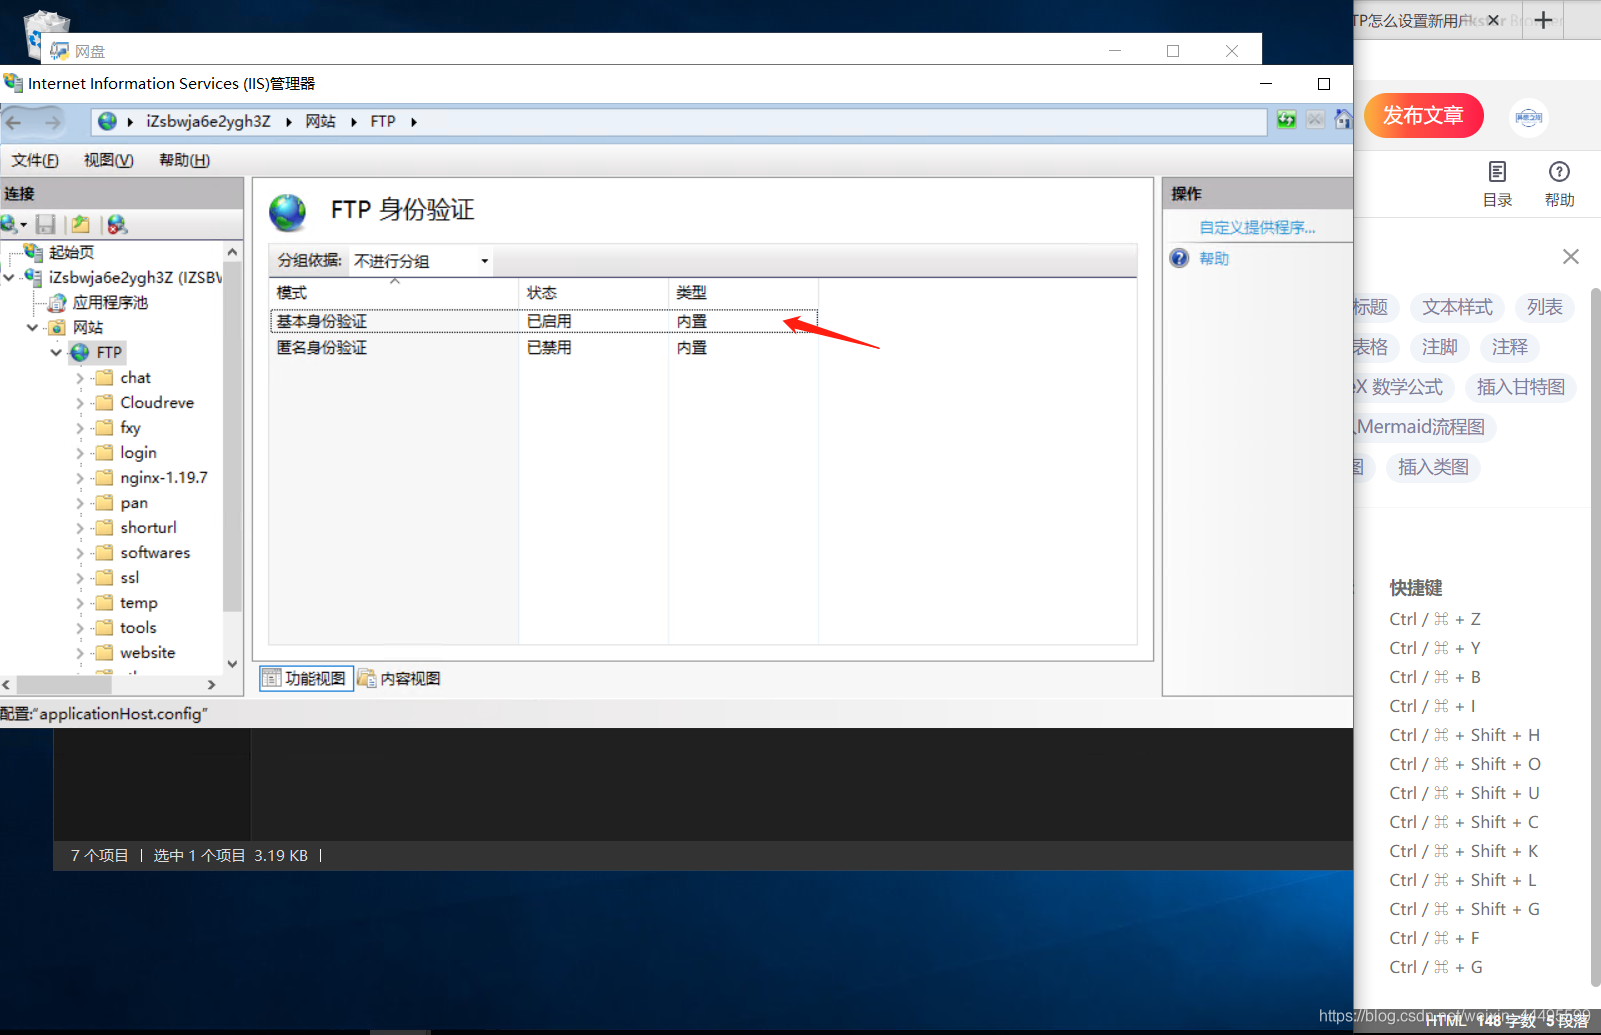 网盘
Internet Information Services (IIS)管理器
iZsbwja6e2ygh3Z
网站
FTP
文件(F)
视图(V)
帮助(H)
连接
起始页
iZsbwja6e2ygh3Z (IZSBV
应用程序池
网站
FTP
chat
Cloudreve
fxy
login
nginx-1.19.7
pan
shorturl
softwares
ssl
temp
tools
website
FTP 身份验证
分组依据:
不进行分组
模式 状态 类型
基本身份验证 已启用 内置
匿名身份验证 已禁用 内置
功能视图
内容视图
操作
自定义提供程序...
帮助
配置:“applicationHost.config”
7 个项目 | 选中 1 个项目 3.19 KB |
TP怎么设置新用户
发布文章
目录
帮助
标题 文本样式 列表
表格 注脚 注释
eX 数学公式 插入甘特图
Mermaid流程图
图 插入类图
快捷键
Ctrl / ⌘ + Z
Ctrl / ⌘ + Y
Ctrl / ⌘ + B
Ctrl / ⌘ + I
Ctrl / ⌘ + Shift + H
Ctrl / ⌘ + Shift + O
Ctrl / ⌘ + Shift + U
Ctrl / ⌘ + Shift + C
Ctrl / ⌘ + Shift + K
Ctrl / ⌘ + Shift + L
Ctrl / ⌘ + Shift + G
Ctrl / ⌘ + F
Ctrl / ⌘ + G
https://blog.csdn.net/weixin_44495599
HTML 148 字数 5 段落